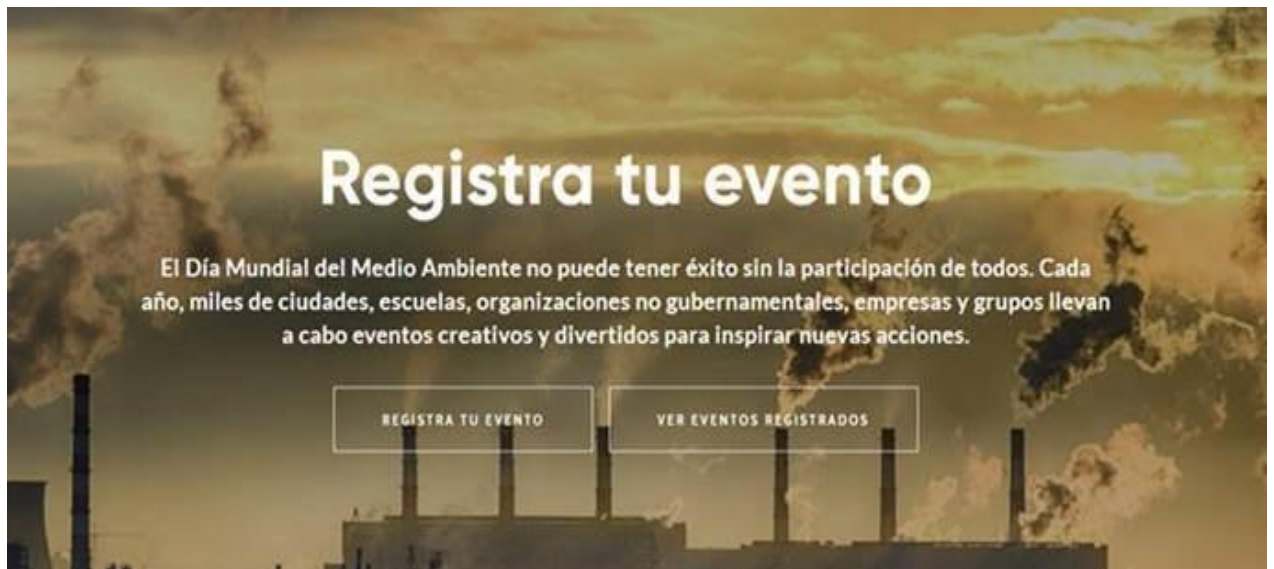 Registra tu evento
El Día Mundial del Medio Ambiente no puede tener éxito sin la participación de todos. Cada
año, miles de ciudades, escuelas, organizaciones no gubernamentales, empresas y grupos llevan
a cabo eventos creativos y divertidos para inspirar nuevas acciones.
REGISTRA TU EVENTO VER EVENTOS REGISTRADOS